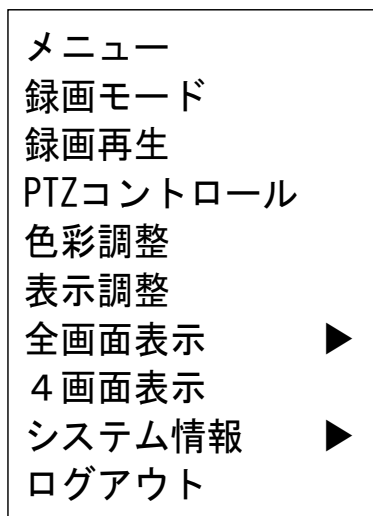 メニュー
録画モード
録画再生
PTZコントロール
色彩調整
表示調整
全画面表示 ▶
４画面表示
システム情報 ▶
ログアウト